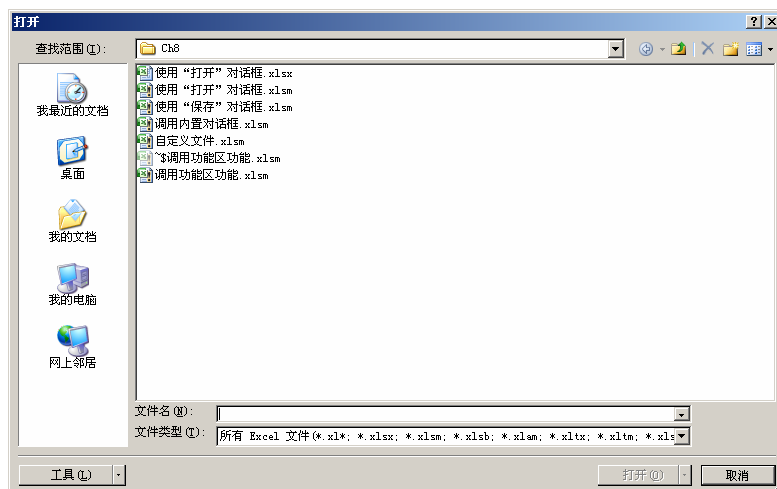 打开
查找范围(I):
Ch8
使用“打开”对话框.xlsx
使用“打开”对话框.xlsm
使用“保存”对话框.xlsm
调用内置对话框.xlsm
自定义文件.xlsm
~$调用功能区功能.xlsm
调用功能区功能.xlsm
我最近的文档
桌面
我的文档
我的电脑
网上邻居
文件名(N):
文件类型(T):
所有 Excel 文件(*.xl*; *.xlsx; *.xlsm; *.xlsb; *.xlam; *.xltx; *.xltm; *.xls
工具(L)
打开(O)
取消